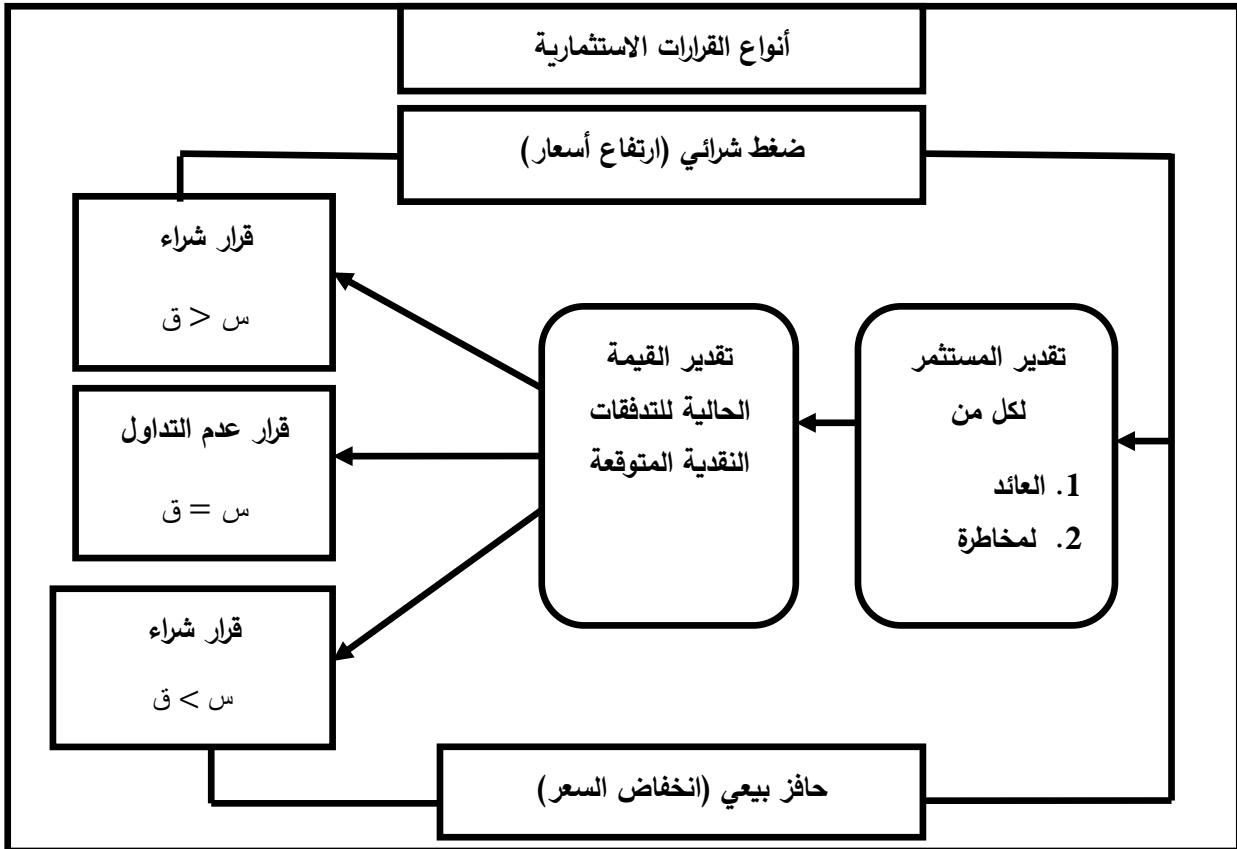 أنواع القرارات الاستثمارية
ضغط شرائي (ارتفاع أسعار)
تقدير المستثمر
لكل من
1. العائد
2. لمخاطرة
تقدير القيمة
الحالية للتدفقات
النقدية المتوقعة
قرار شراء
س < ق
قرار عدم التداول
س = ق
قرار شراء
س > ق
حافز بيعي (انخفاض السعر)